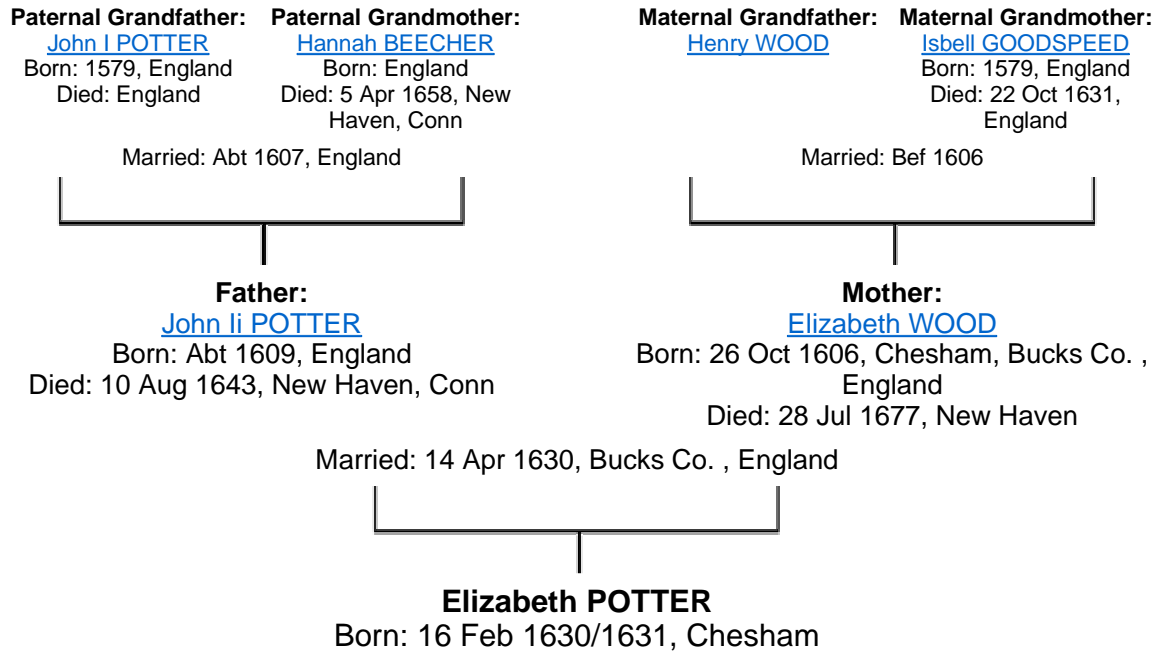 Paternal Grandfather:
John I POTTER
Born: 1579, England
Died: England
Paternal Grandmother:
Hannah BEECHER
Born: England
Died: 5 Apr 1658, New
Haven, Conn
Married: Abt 1607, England
Maternal Grandfather:
Henry WOOD
Maternal Grandmother:
Isbell GOODSPEED
Born: 1579, England
Died: 22 Oct 1631,
England
Married: Bef 1606
Father:
John Ii POTTER
Born: Abt 1609, England
Died: 10 Aug 1643, New Haven, Conn
Mother:
Elizabeth WOOD
Born: 26 Oct 1606, Chesham, Bucks Co. ,
England
Died: 28 Jul 1677, New Haven
Married: 14 Apr 1630, Bucks Co. , England
Elizabeth POTTER
Born: 16 Feb 1630/1631, Chesham